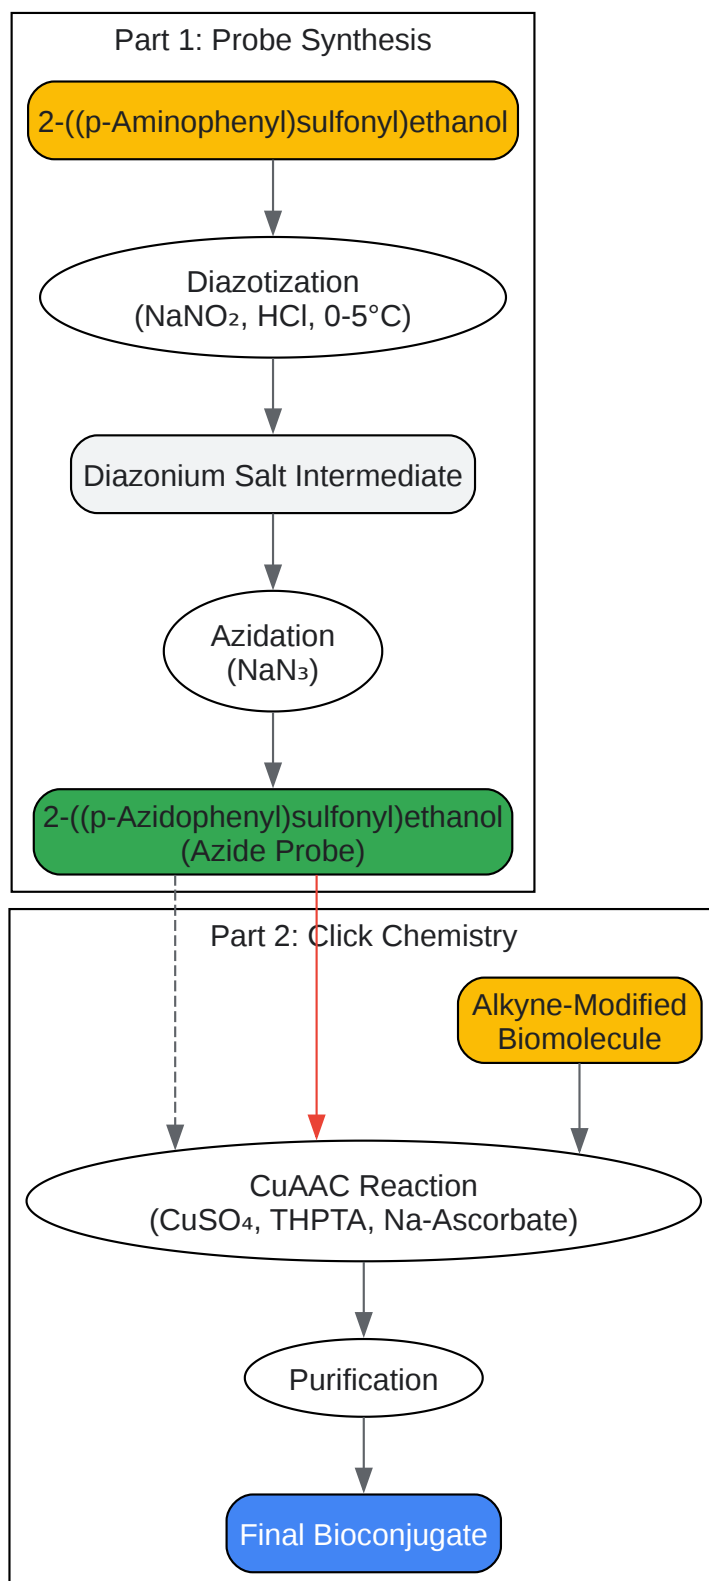 Part 1: Probe Synthesis
2-((p-Aminophenyl)sulfonyl)ethanol
Diazotization
(NaNO₂, HCl, 0-5°C)
Diazonium Salt Intermediate
Azidation
(NaN₃)
2-((p-Azidophenyl)sulfonyl)ethanol
(Azide Probe)
Part 2: Click Chemistry
Alkyne-Modified
Biomolecule
CuAAC Reaction
(CuSO₄, THPTA, Na-Ascorbate)
Purification
Final Bioconjugate